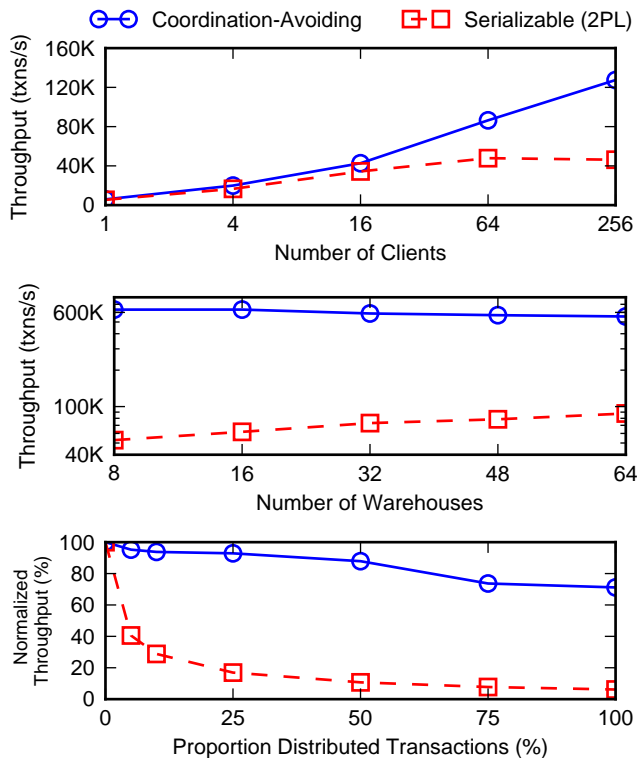 Coordination-Avoiding Serializable (2PL)
160K
120K
80K
40K
0
Throughput (txns/s)
1 4 16 64 256
Number of Clients
600K
100K
40K
Throughput (txns/s)
8 16 32 48 64
Number of Warehouses
100
80
60
40
20
0
Normalized
Throughput (%)
0 25 50 75 100
Proportion Distributed Transactions (%)